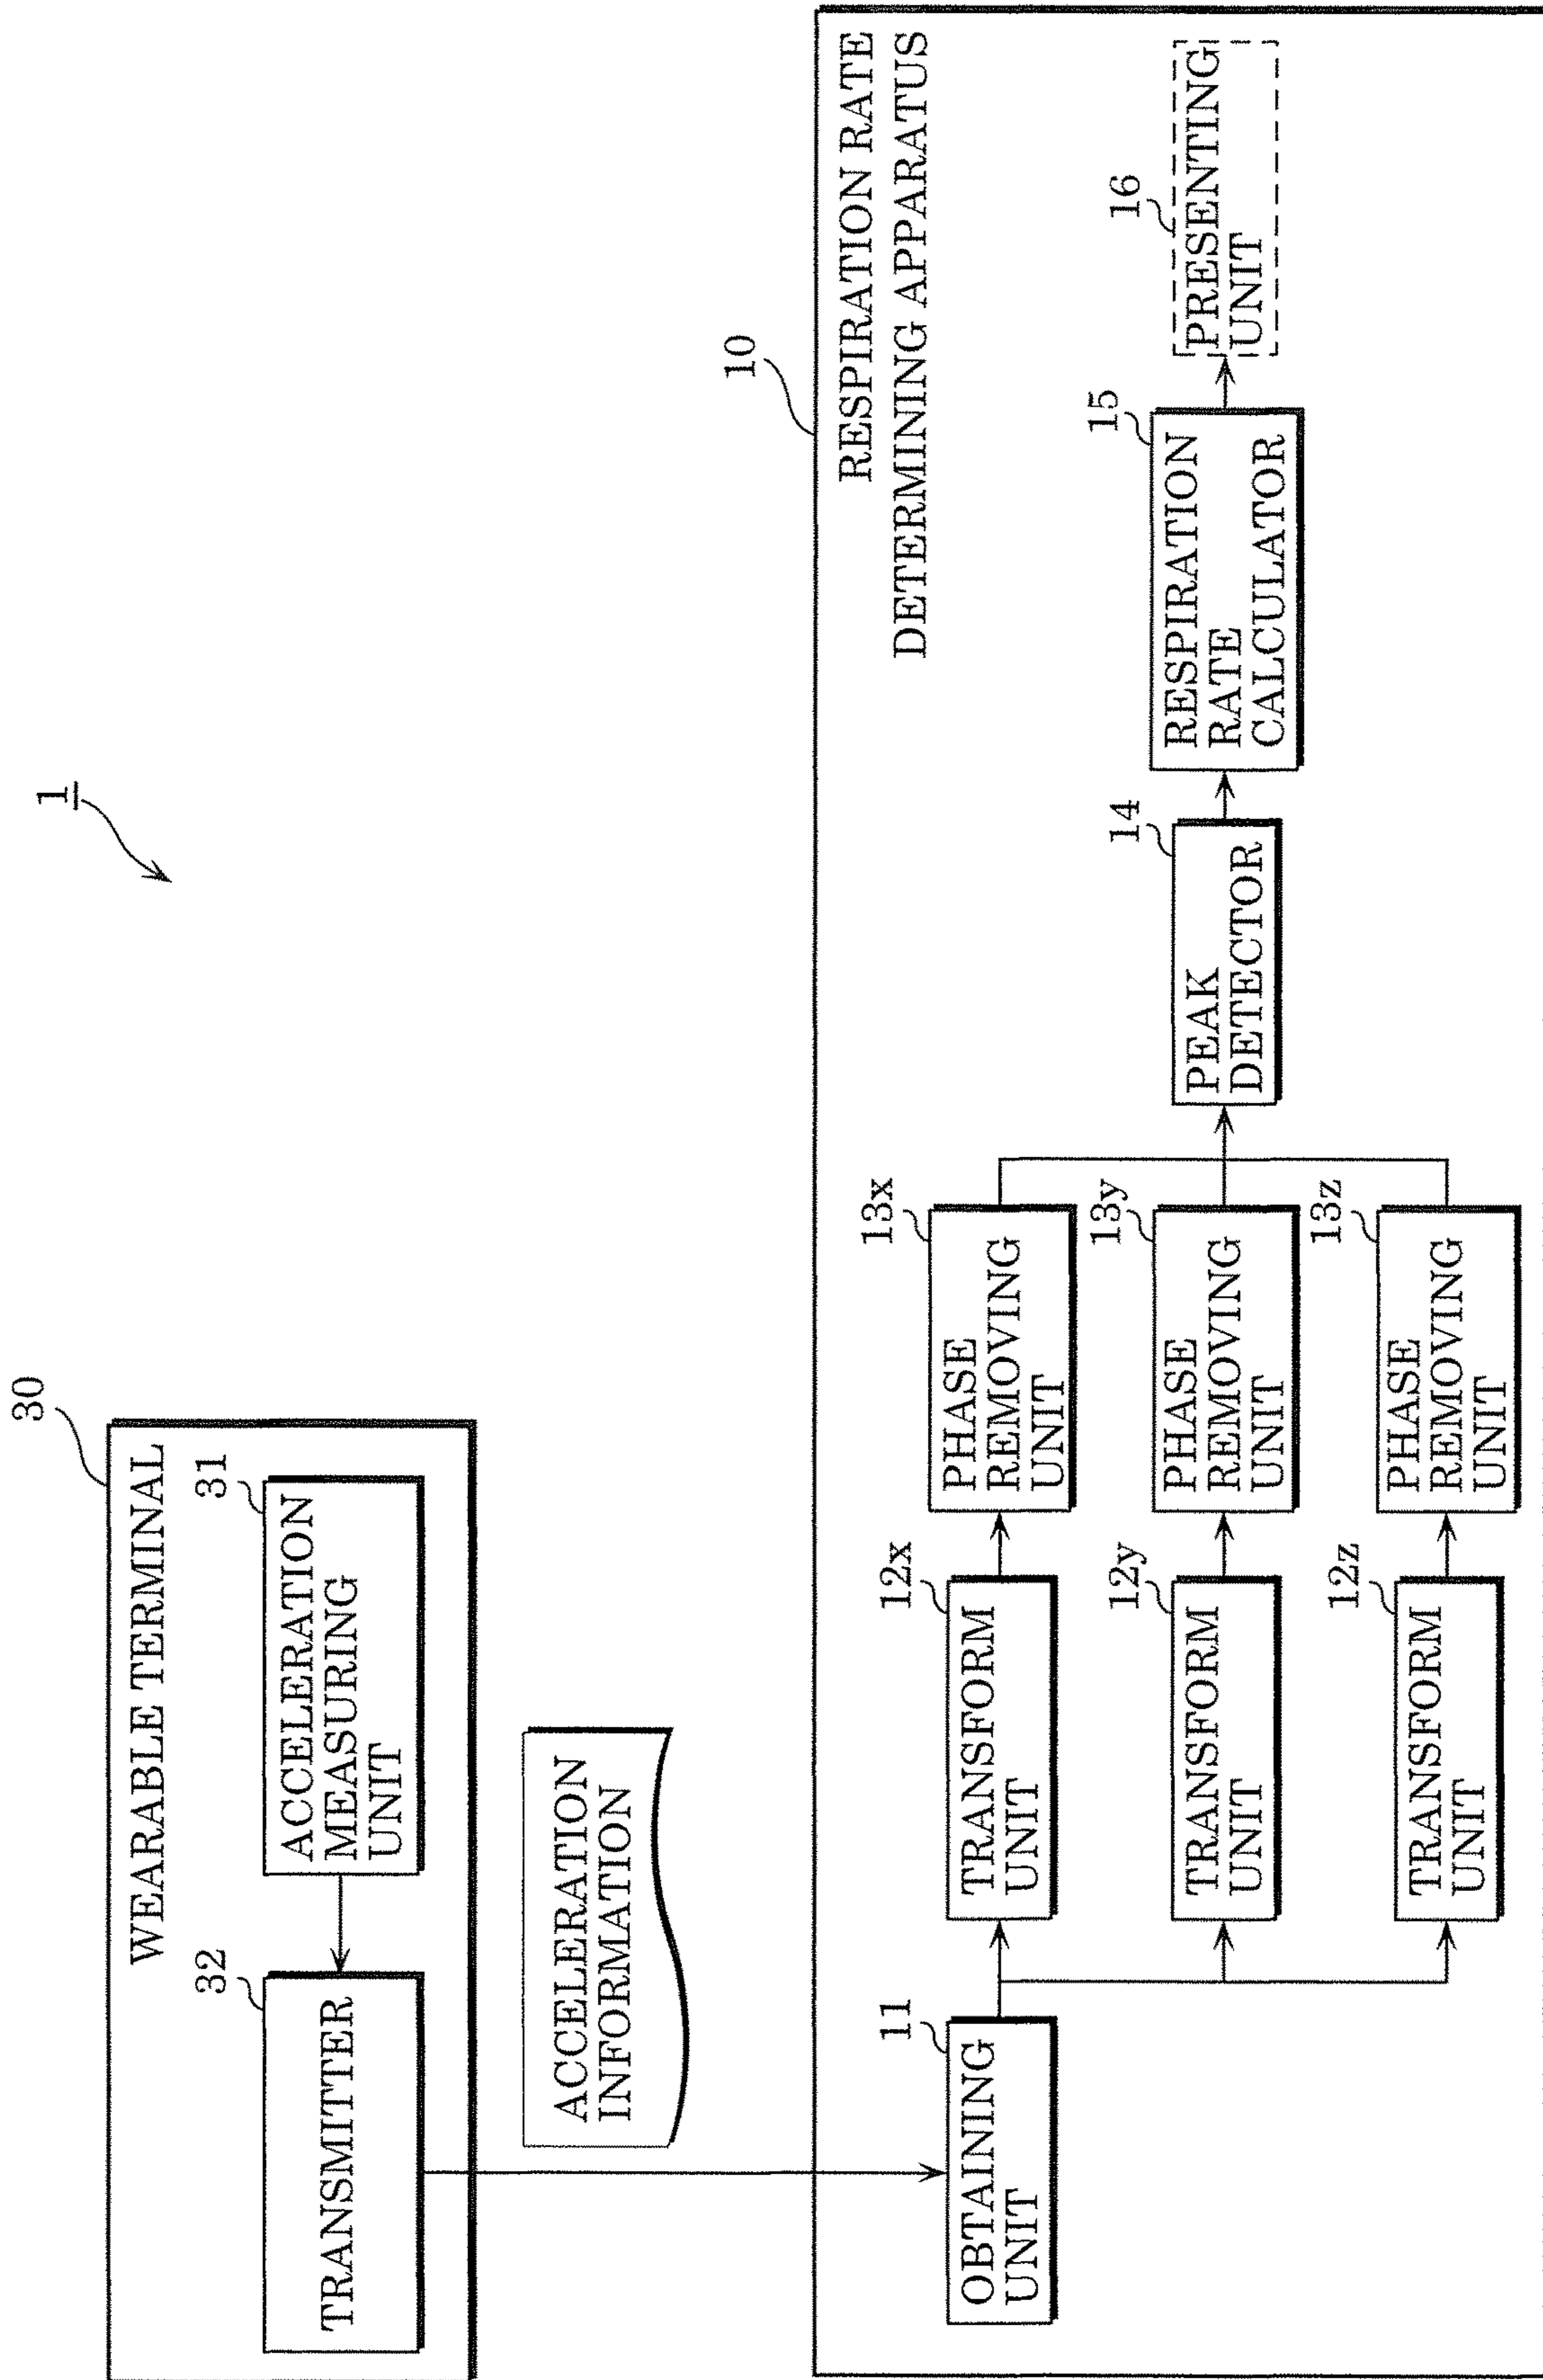 1
30
WEARABLE TERMINAL
32
TRANSMITTER
31
ACCELERATION
MEASURING
UNIT
ACCELERATION
INFORMATION
10
RESPIRATION RATE
DETERMINING APPARATUS
11
OBTAINING
UNIT
12x
TRANSFORM
UNIT
13x
PHASE
REMOVING
UNIT
12y
TRANSFORM
UNIT
13y
PHASE
REMOVING
UNIT
12z
TRANSFORM
UNIT
13z
PHASE
REMOVING
UNIT
14
PEAK
DETECTOR
15
RESPIRATION
RATE
CALCULATOR
16
PRESENTING
UNIT